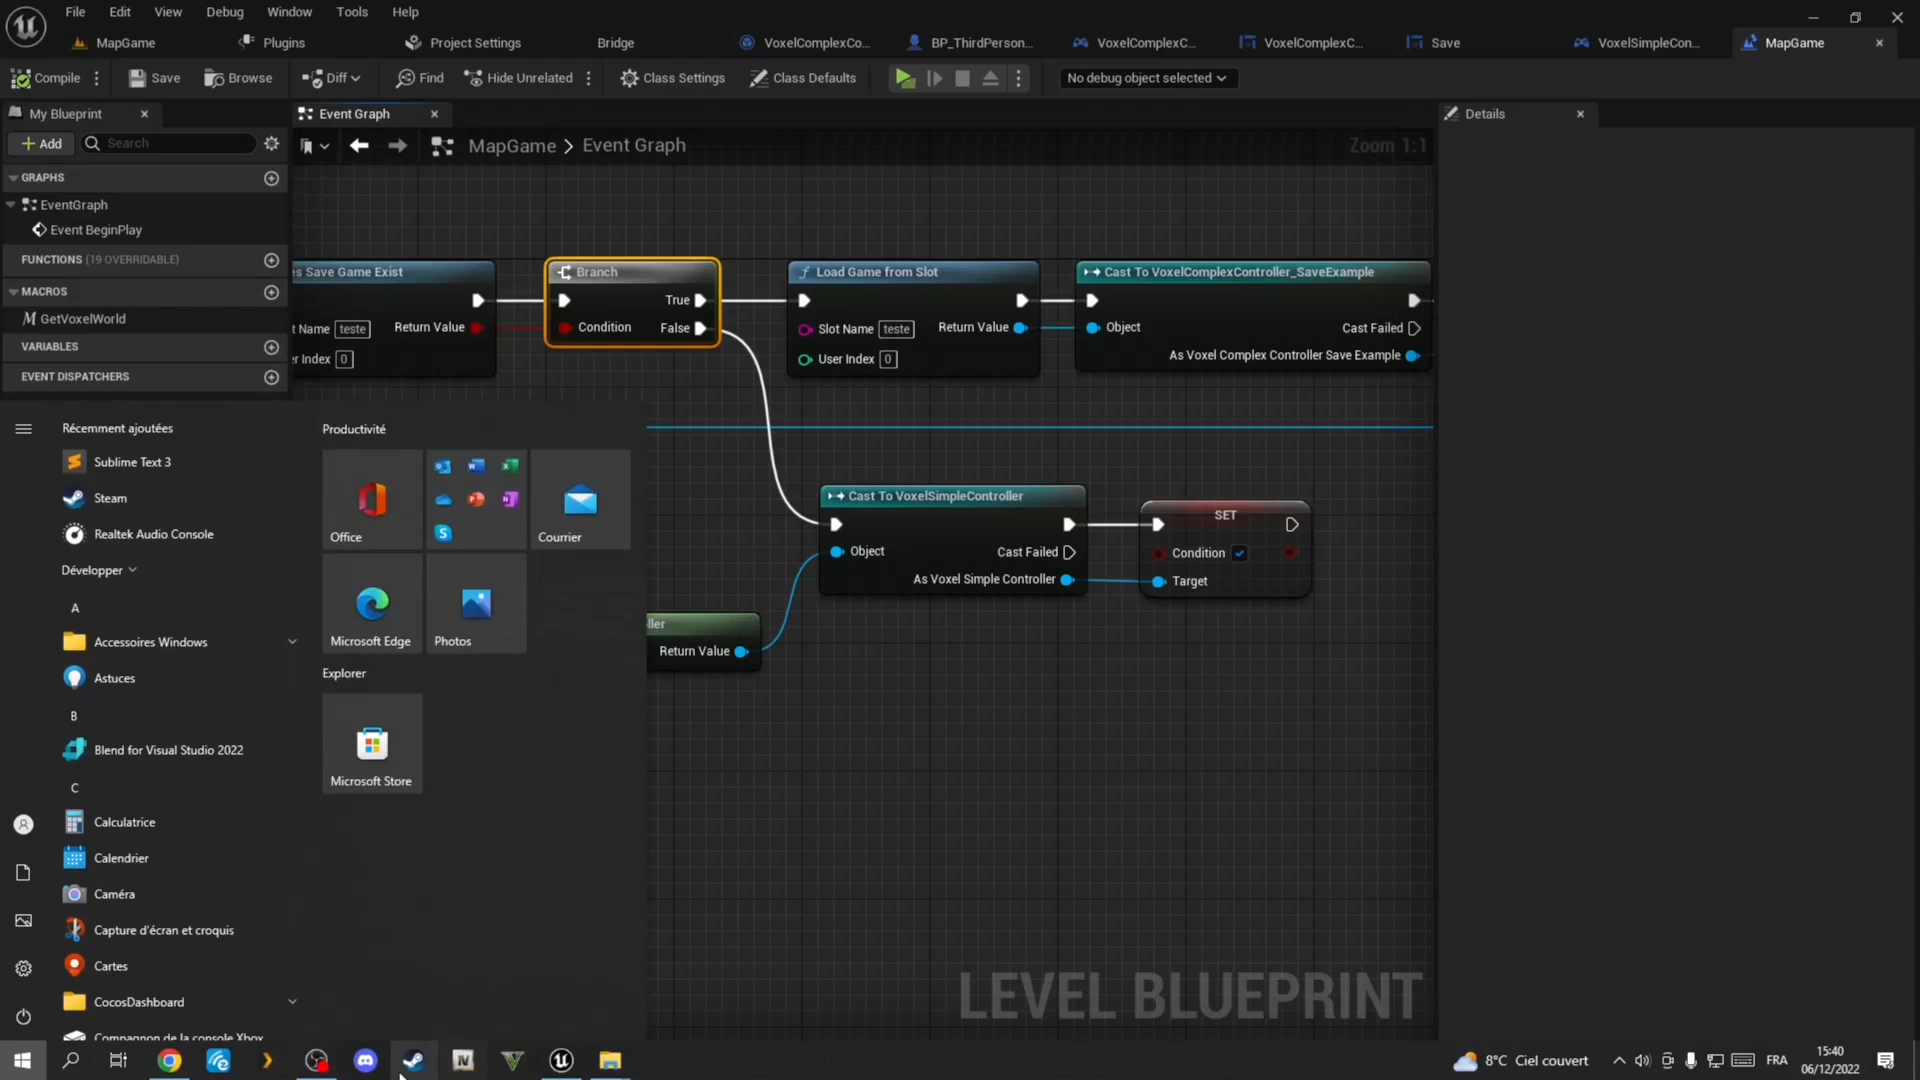 File Edit View Debug Window Tools Help
MapGame Plugins Project Settings Bridge VoxelComplexCo... BP_ThirdPerson... VoxelComplexC... VoxelComplexC... Save VoxelSimpleCon... MapGame
Compile Save Browse Diff Find Hide Unrelated Class Settings Class Defaults No debug object selected
My Blueprint Event Graph Details
Add Search MapGame > Event Graph Zoom 1:1
GRAPHS
EventGraph
Event BeginPlay
FUNCTIONS (19 OVERRIDABLE)
MACROS
GetVoxelWorld
VARIABLES
EVENT DISPATCHERS
es Save Game Exist
t Name teste Return Value
er Index 0
Branch
True
Condition False
Load Game from Slot
Slot Name teste Return Value
User Index 0
Cast To VoxelComplexController_SaveExample
Object Cast Failed
As Voxel Complex Controller Save Example
Cast To VoxelSimpleController
Object Cast Failed
As Voxel Simple Controller
SET
Condition
Target
ller
Return Value
LEVEL BLUEPRINT
Récemment ajoutées
Sublime Text 3
Steam
Realtek Audio Console
Développer
A
Accessoires Windows
Astuces
B
Blend for Visual Studio 2022
C
Calculatrice
Calendrier
Caméra
Capture d'écran et croquis
Cartes
CocosDashboard
Compagnon de la console Xbox
Productivité
Office
Courrier
Microsoft Edge
Photos
Explorer
Microsoft Store
8°C Ciel couvert
FRA
15:40
06/12/2022